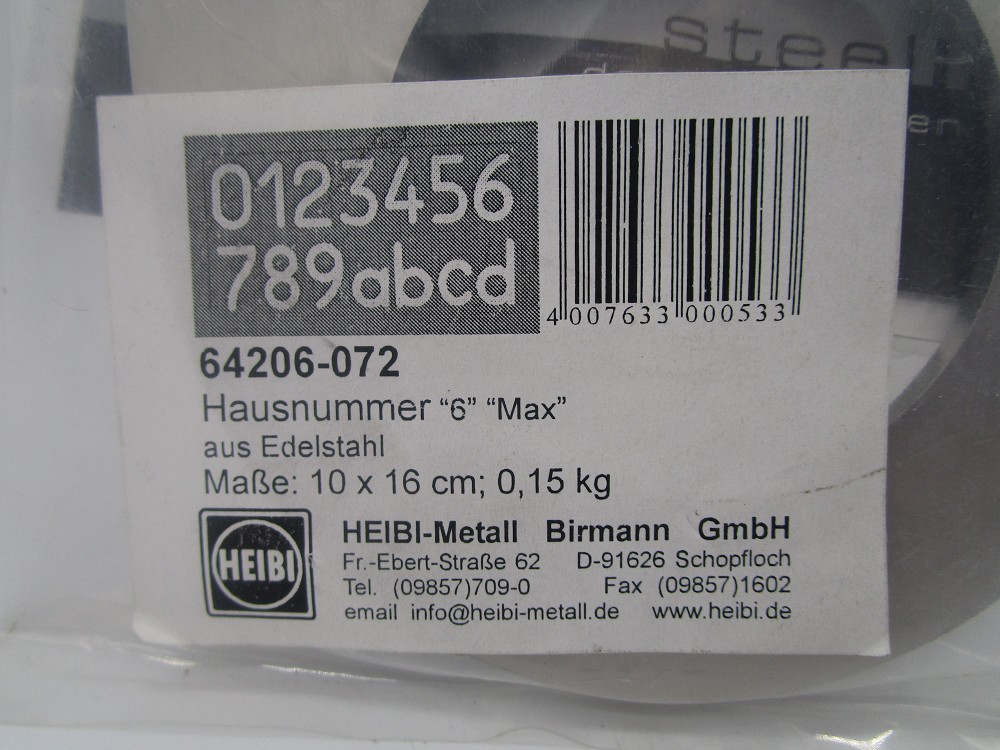 steel
en
0123456
789abcd
4 007633 000533
64206-072
Hausnummer “6” “Max”
aus Edelstahl
Maße: 10 x 16 cm; 0,15 kg
HEIBI
HEIBI-Metall Birmann GmbH
Fr.-Ebert-Straße 62 D-91626 Schopfloch
Tel. (09857)709-0 Fax (09857)1602
email info@heibi-metall.de www.heibi.de